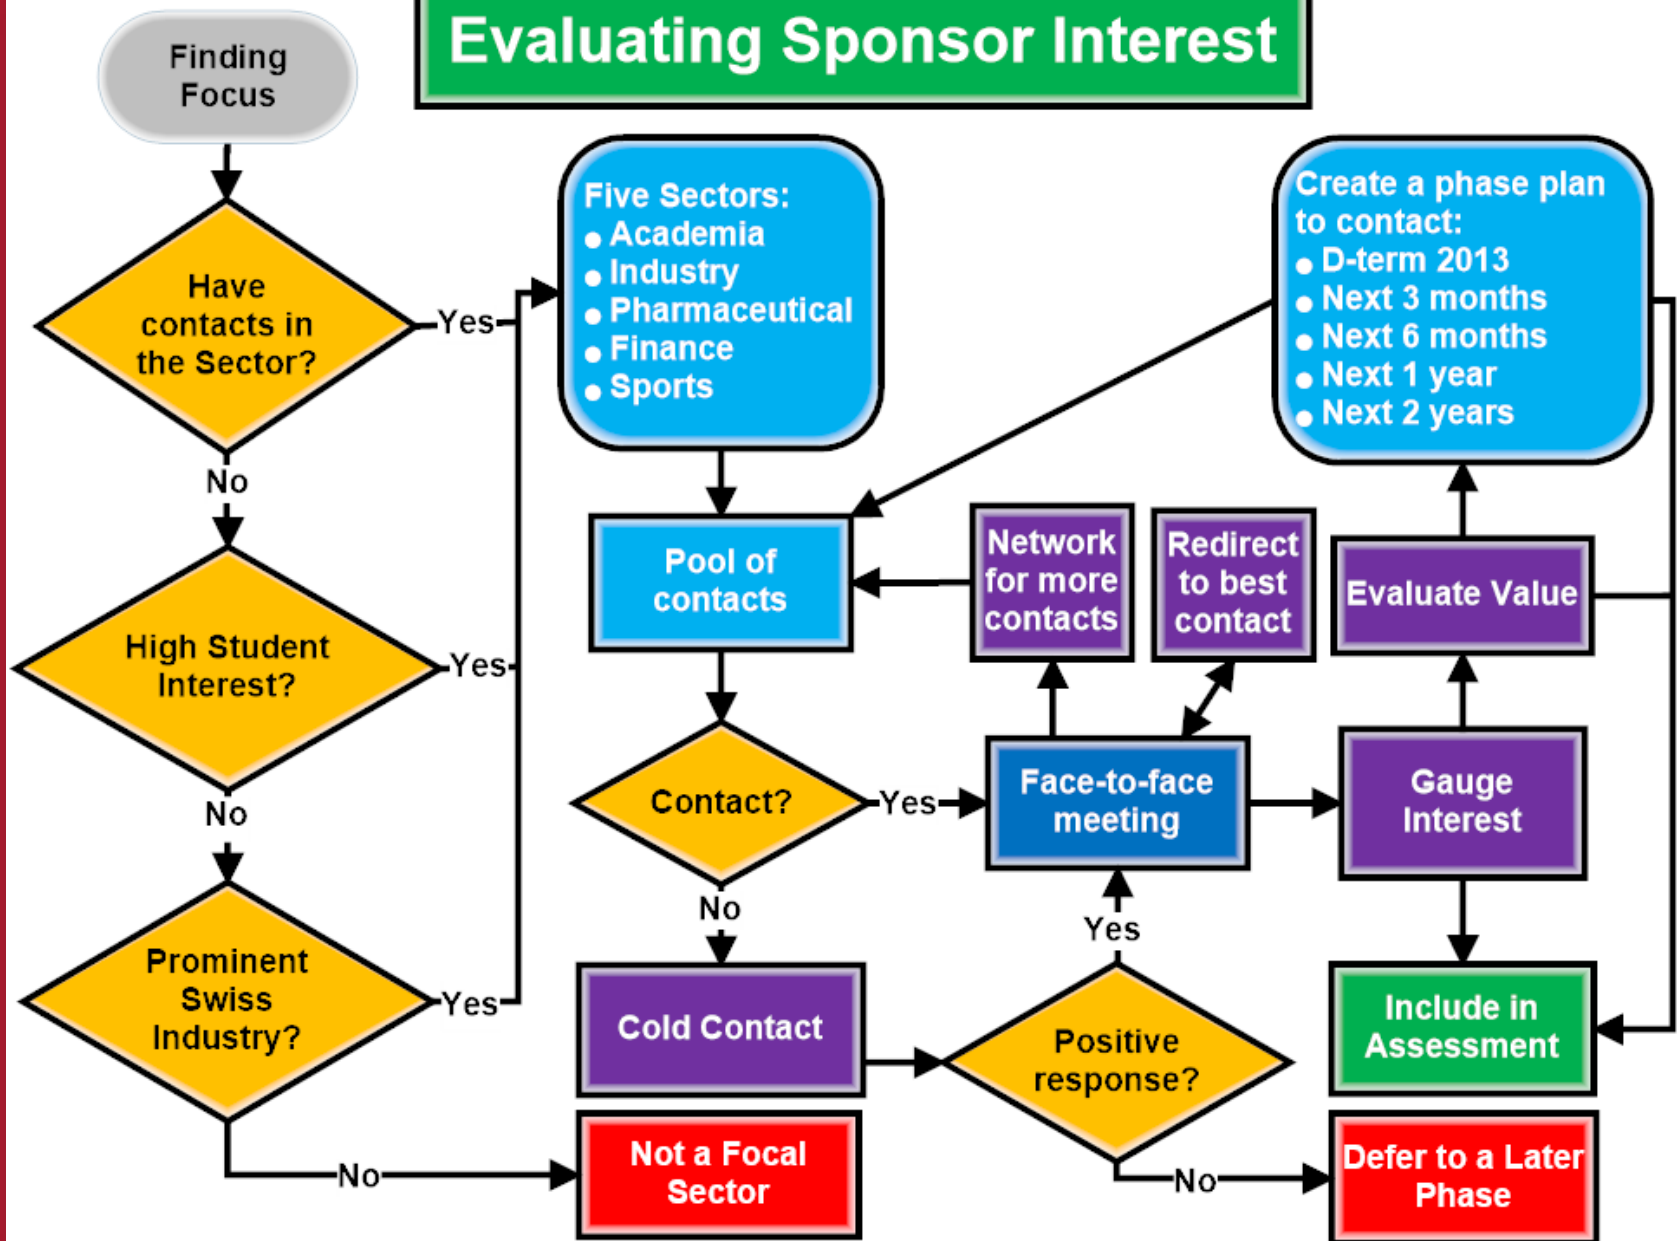 Evaluating Sponsor Interest
Finding
Focus
Have
contacts in
the Sector?
Yes
No
High Student
Interest?
Yes
No
Prominent
Swiss
Industry?
Yes
No
Not a Focal
Sector
Five Sectors:
• Academia
• Industry
• Pharmaceutical
• Finance
• Sports
Pool of
contacts
Contact?
Yes
No
Cold Contact
Positive
response?
Yes
No
Defer to a Later
Phase
Face-to-face
meeting
Network
for more
contacts
Redirect
to best
contact
Gauge
Interest
Evaluate Value
Create a phase plan
to contact:
• D-term 2013
• Next 3 months
• Next 6 months
• Next 1 year
• Next 2 years
Include in
Assessment